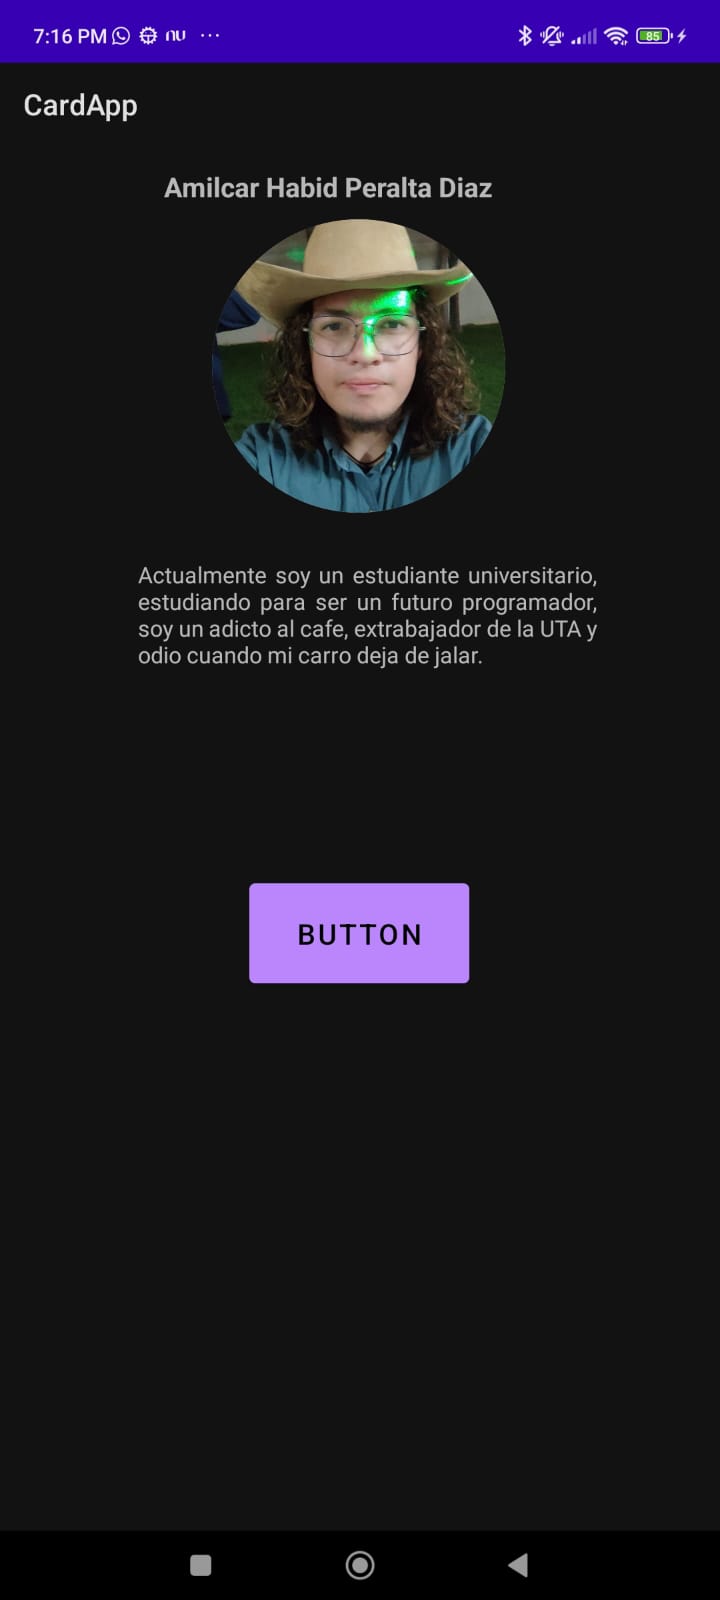 7:16 PM nu ...
85
CardApp
Amilcar Habid Peralta Diaz
Actualmente soy un estudiante universitario,
estudiando para ser un futuro programador,
soy un adicto al cafe, extrabajador de la UTA y
odio cuando mi carro deja de jalar.
BUTTON